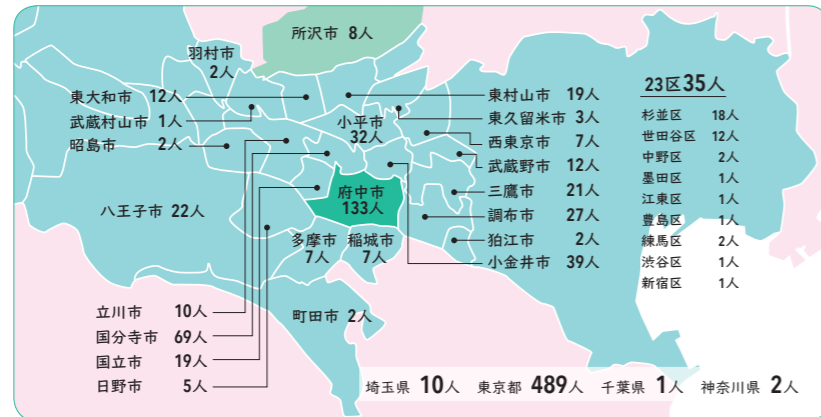 所沢市 8人
羽村市
2人
東大和市 12人
武蔵村山市 1人
昭島市 2人
小平市
32人
東村山市 19人
東久留米市 3人
西東京市 7人
武蔵野市 12人
三鷹市 21人
調布市 27人
狛江市 2人
小金井市 39人
府中市
133人
八王子市 22人
多摩市
7人
稲城市
7人
町田市 2人
立川市 10人
国分寺市 69人
国立市 19人
日野市 5人
23区35人
杉並区 18人
世田谷区 12人
中野区 2人
墨田区 1人
江東区 1人
豊島区 1人
練馬区 2人
渋谷区 1人
新宿区 1人
埼玉県 10人 東京都 489人 千葉県 1人 神奈川県 2人